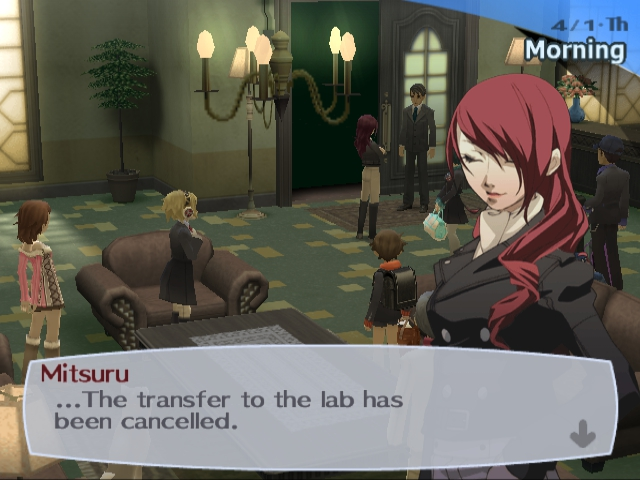 4/1·Th
Morning
Mitsuru
...The transfer to the lab has
been cancelled.